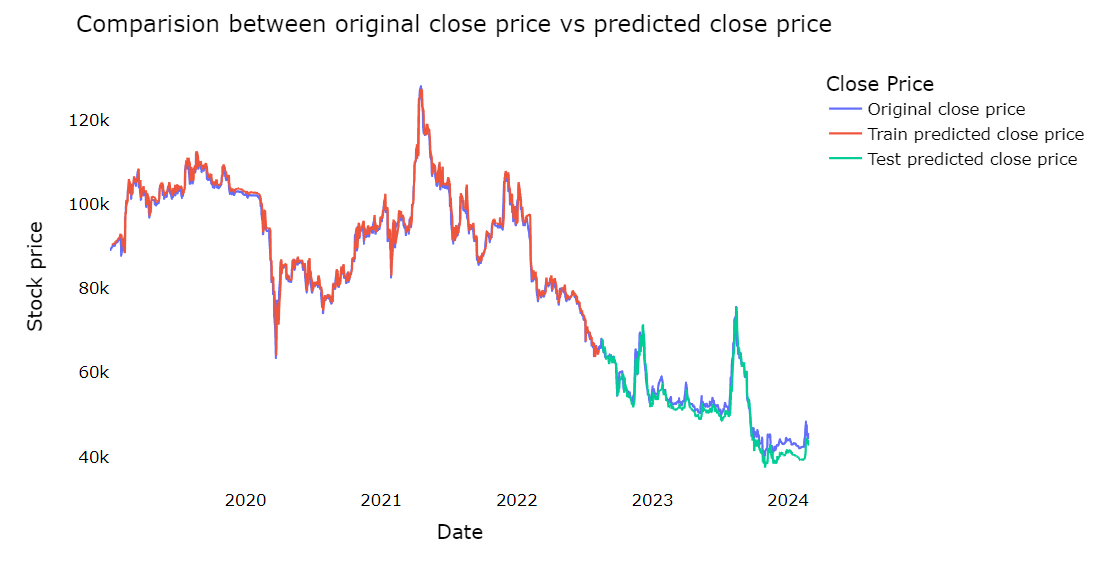 Comparision between original close price vs predicted close price
Close Price
Original close price
Train predicted close price
Test predicted close price
Stock price
120k
100k
80k
60k
40k
2020 2021 2022 2023 2024
Date